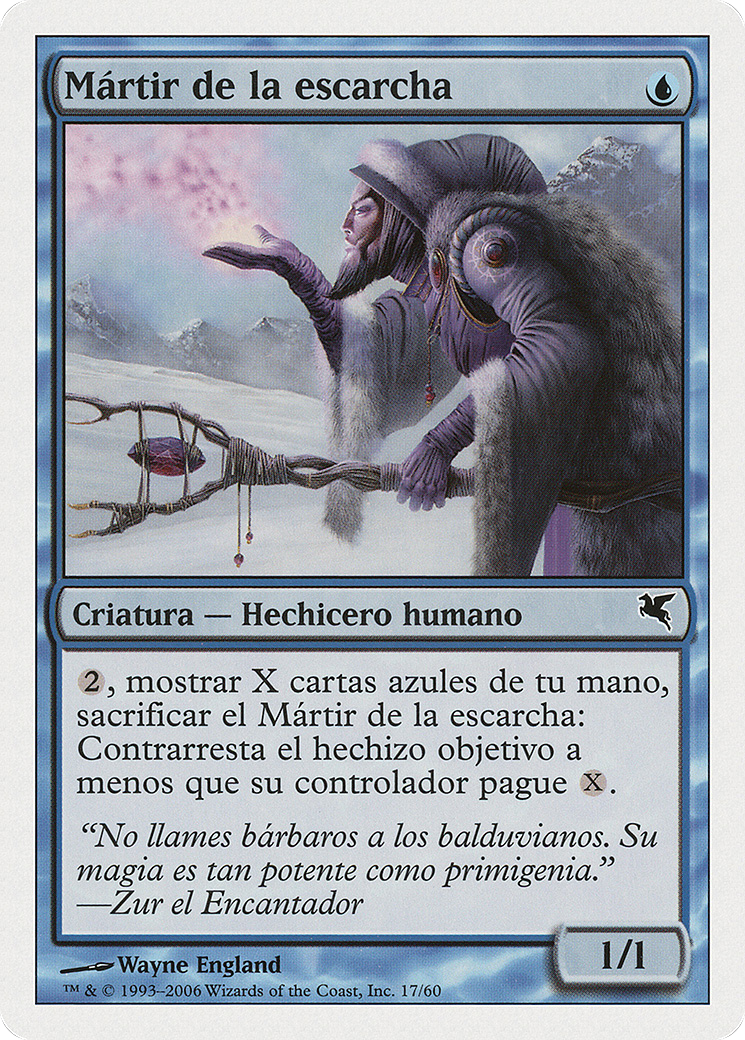 Mártir de la escarcha
Criatura — Hechicero humano
2, mostrar X cartas azules de tu mano,
sacrificar el Mártir de la escarcha:
Contrarresta el hechizo objetivo a
menos que su controlador pague X.
“No llames bárbaros a los balduvianos. Su
magia es tan potente como primigenia.”
—Zur el Encantador
1/1
Wayne England
™ & © 1993–2006 Wizards of the Coast, Inc. 17/60